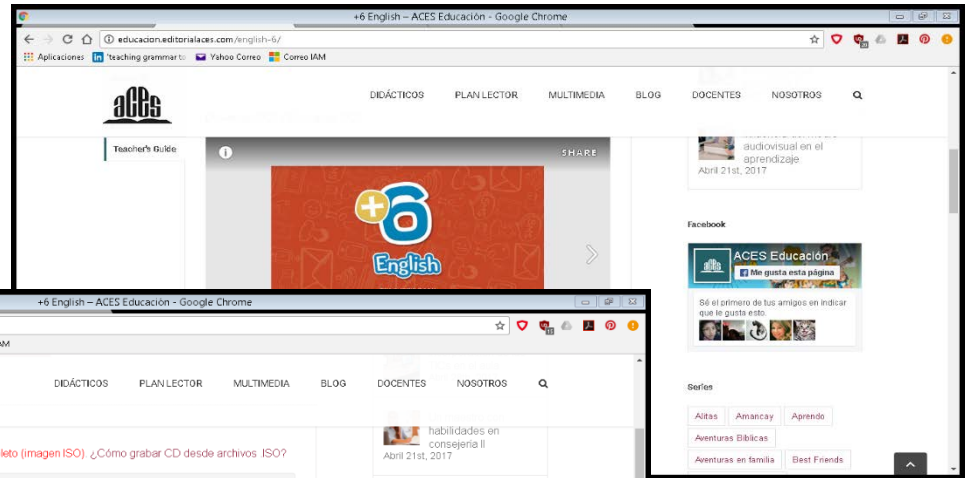 +6 English – ACES Educación - Google Chrome
educacion.editorialaces.com/english-6/
Aplicaciones 'teaching grammar to Yahoo Correo Correo IAM
aces
DIDÁCTICOS PLAN LECTOR MULTIMEDIA BLOG DOCENTES NOSOTROS
Teacher's Guide
SHARE
+6
English
audiovisual en el
aprendizaje
Abril 21st, 2017
Facebook
aces
ACES Educación
Me gusta esta página
Sé el primero de tus amigos en indicar
que le gusta esto.
Series
Alitas Amancay Aprendo
Aventuras Bíblicas
Aventuras en familia Best Friends
+6 English – ACES Educación - Google Chrome
AM
DIDÁCTICOS PLAN LECTOR MULTIMEDIA BLOG DOCENTES NOSOTROS
habilidades en
consejería II
Abril 21st, 2017
leto (imagen ISO). ¿Cómo grabar CD desde archivos .ISO?